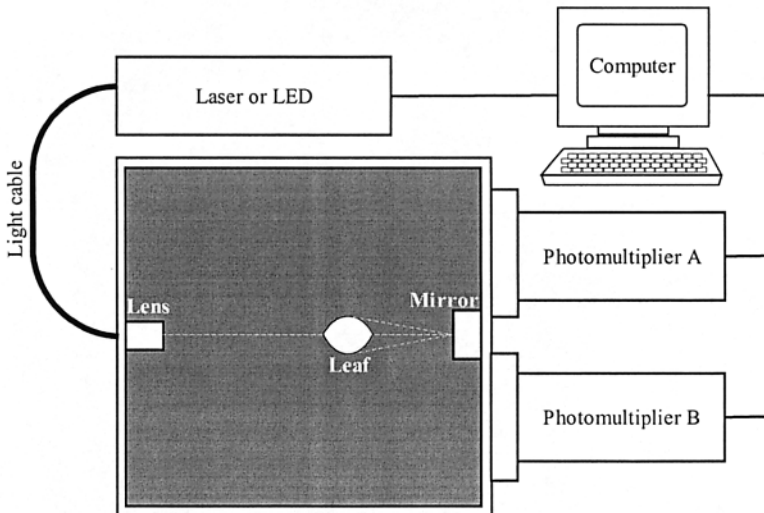 Laser or LED
Computer
Light cable
Photomultiplier A
Lens
Mirror
Leaf
Photomultiplier B